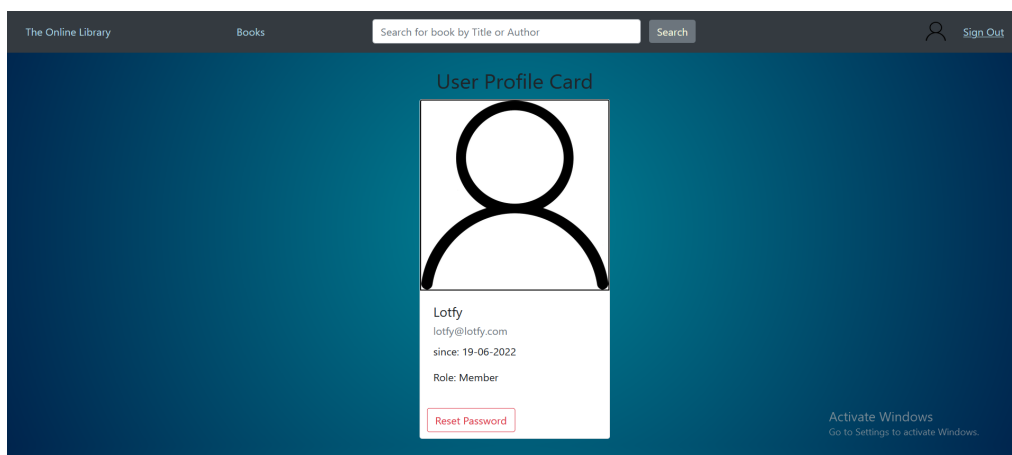 The Online Library
Books
Search for book by Title or Author
Search
Sign Out
User Profile Card
Lotfy
lotfy@lotfy.com
since: 19-06-2022
Role: Member
Reset Password
Activate Windows
Go to Settings to activate Windows.